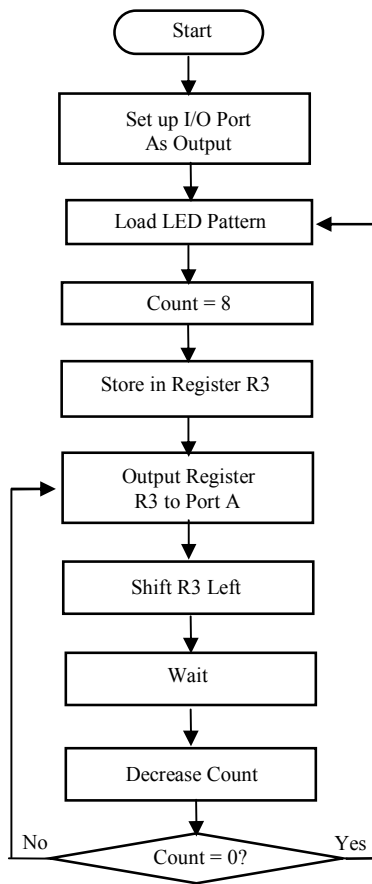 Start
Set up I/O Port
As Output
Load LED Pattern
Count = 8
Store in Register R3
Output Register
R3 to Port A
Shift R3 Left
Wait
Decrease Count
No
Yes
Count = 0?